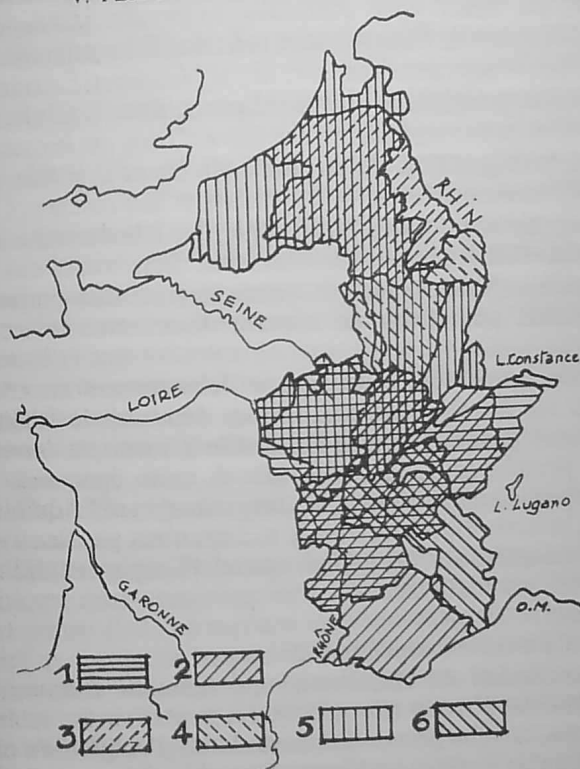 RHIN
SEINE
L.Constance
LOIRE
L. Lugano
GARONNE
O.M.
RHÔNE
1
2
3
4
5
6